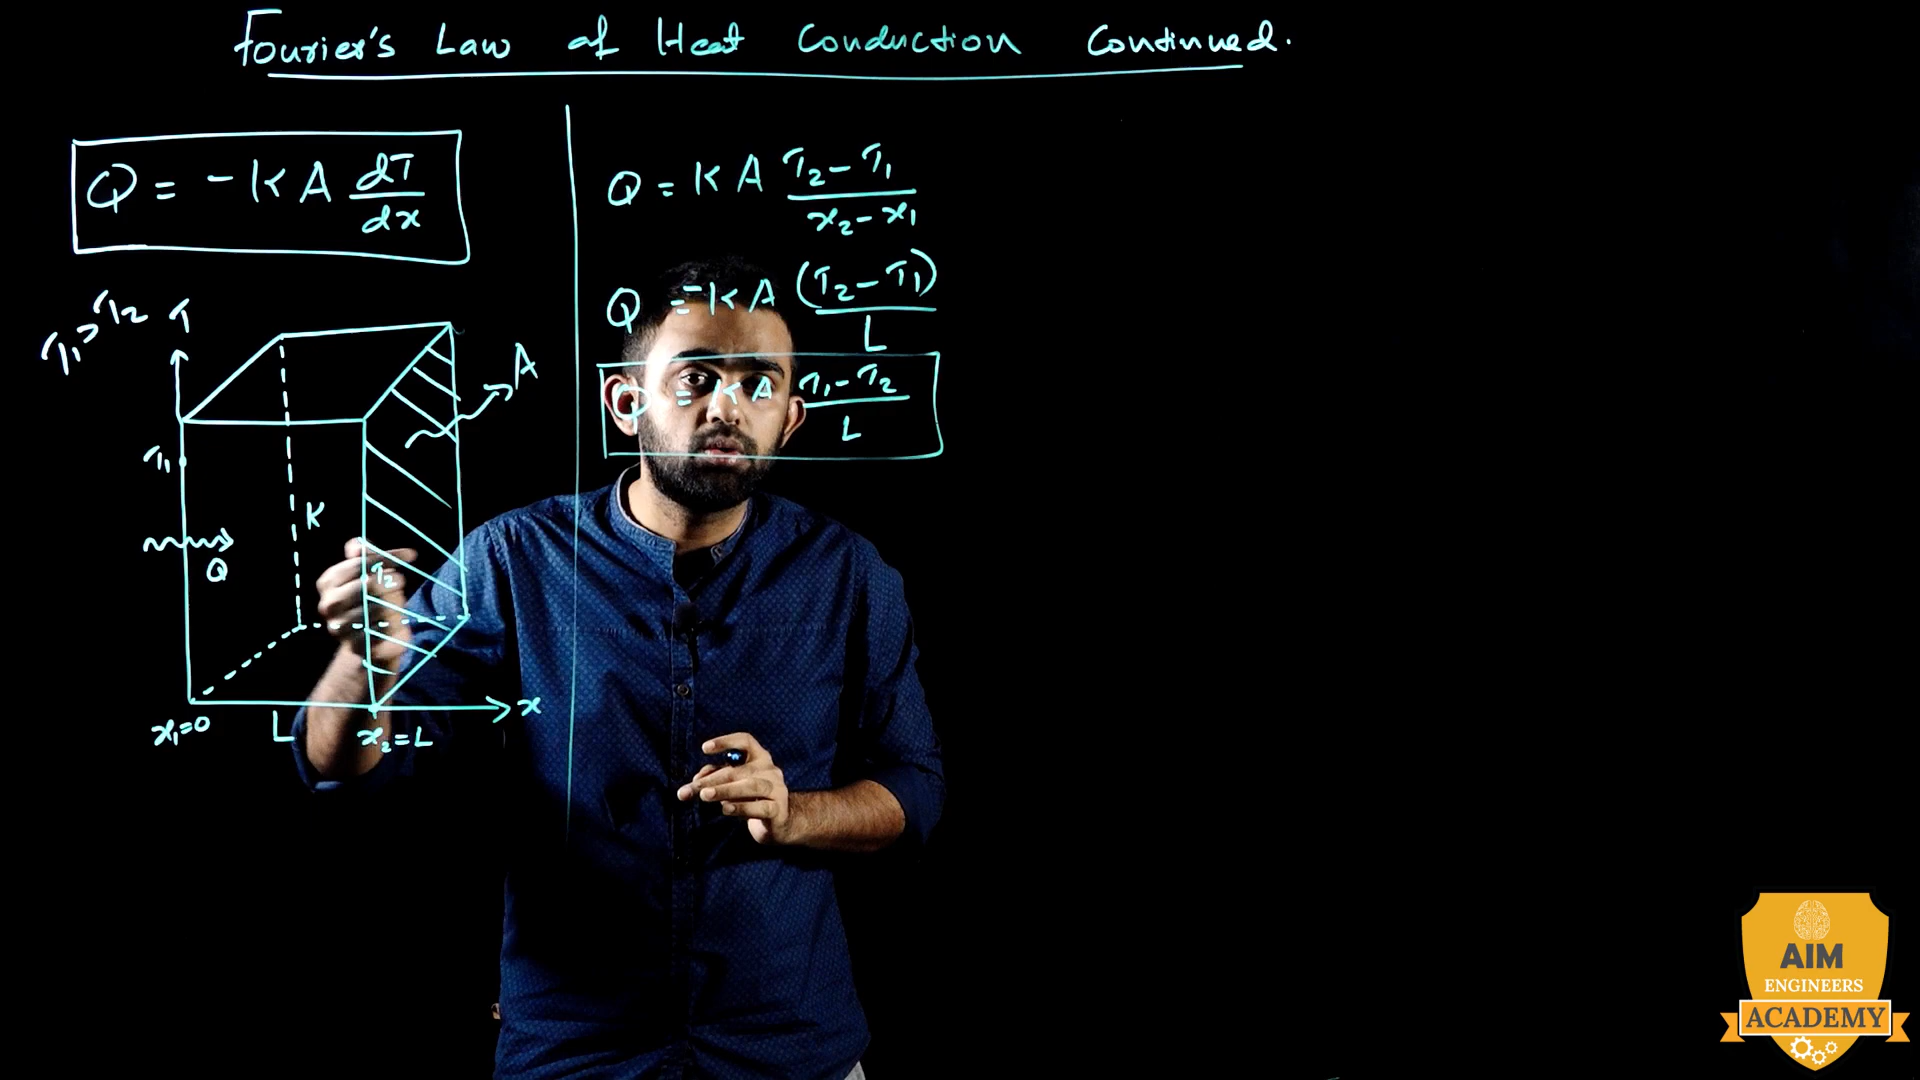 Fourier's Law of Heat Conduction Continued.
Q = -KA dT/dx
T₁>T₂
T
A
T₁
K
Q
T₂
x
x₁=0
L
x₂=L
Q = KA T₂-T₁/x₂-x₁
Q = -KA (T₂-T₁)/L
Q = KA T₁-T₂/L
AIM
ENGINEERS
ACADEMY